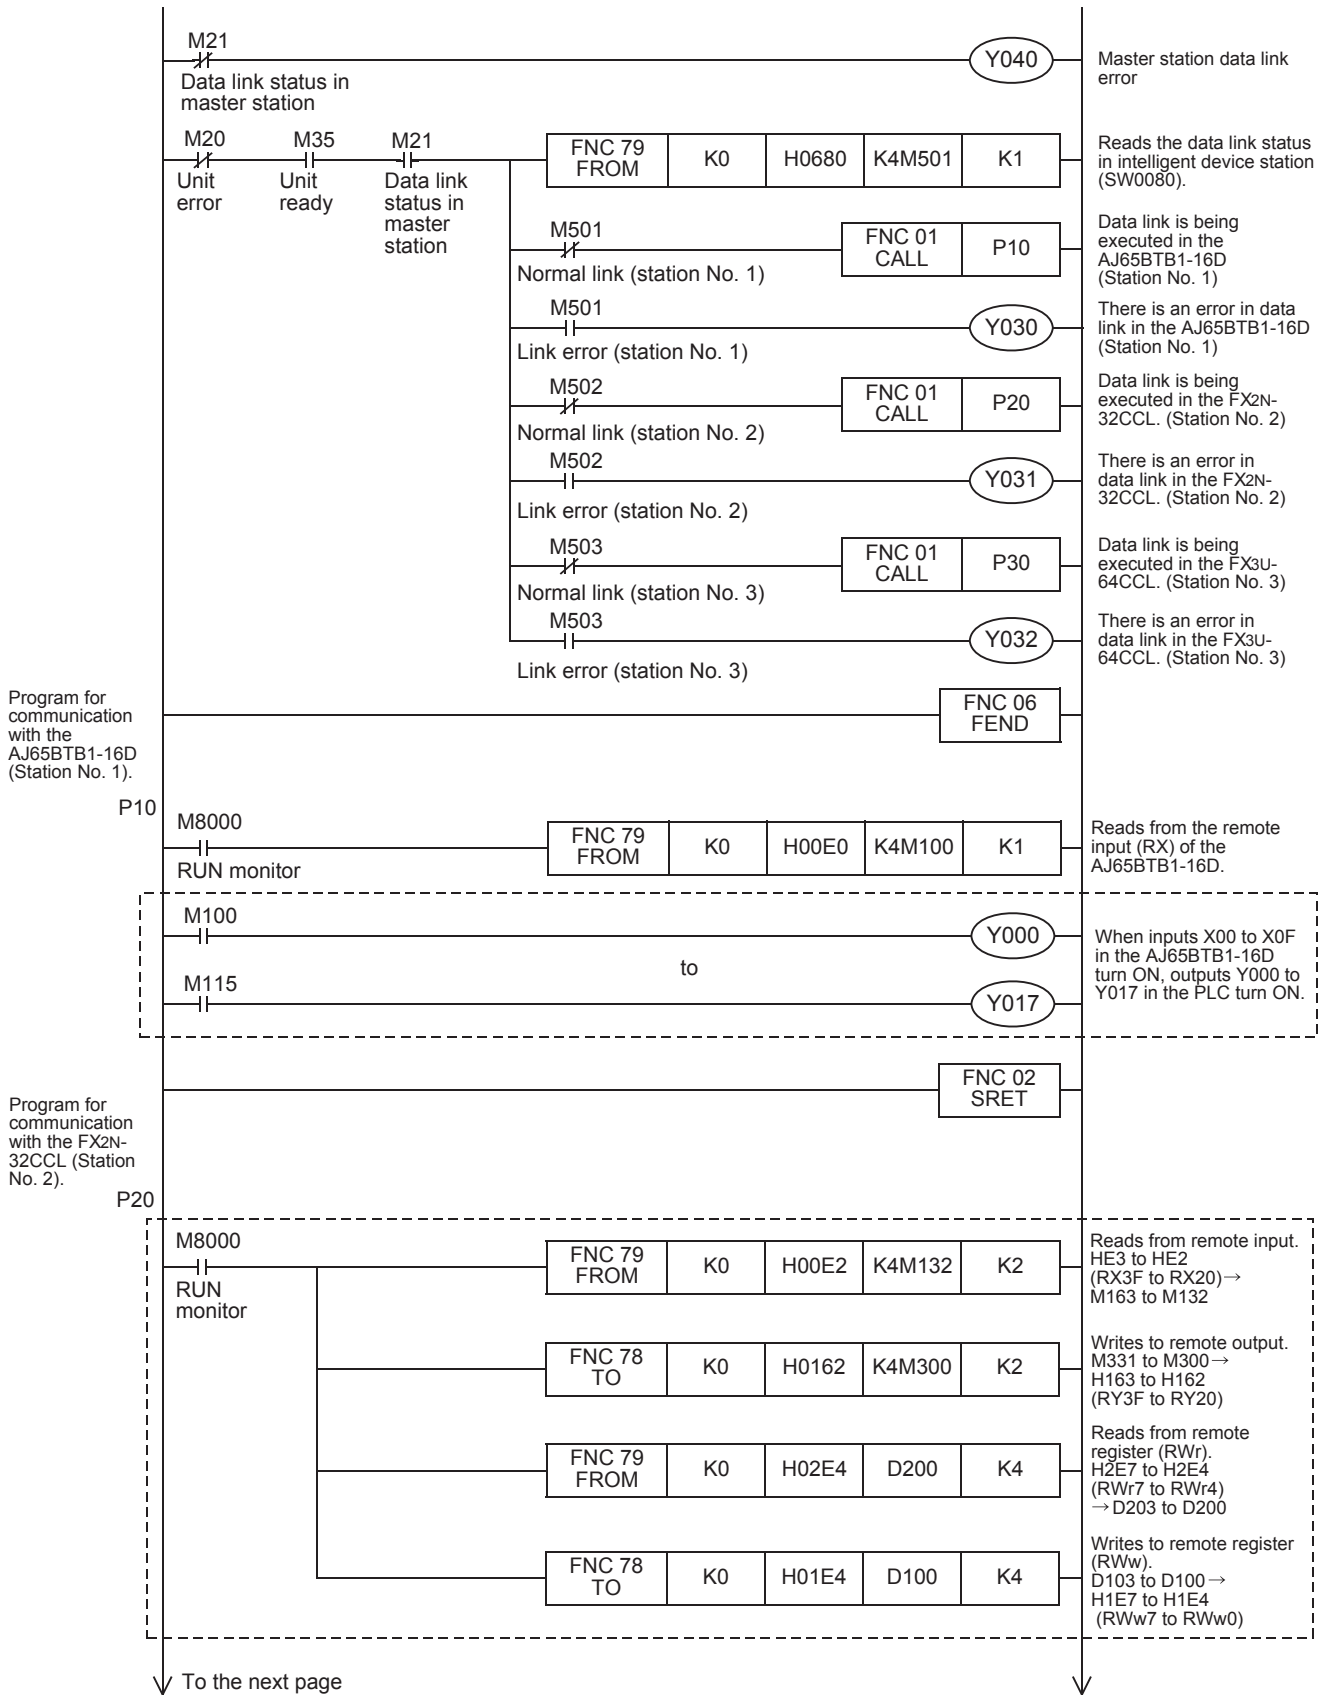 M21
Y040
Master station data link
error
Data link status in
master station
M20
M35
M21
FNC 79
FROM
K0
H0680
K4M501
K1
Reads the data link status
in intelligent device station
(SW0080).
Unit
error
Unit
ready
Data link
status in
master
station
M501
FNC 01
CALL
P10
Data link is being
executed in the
AJ65BTB1-16D
(Station No. 1)
Normal link (station No. 1)
M501
Y030
There is an error in data
link in the AJ65BTB1-16D
(Station No. 1)
Link error (station No. 1)
M502
FNC 01
CALL
P20
Data link is being
executed in the FX2N-
32CCL. (Station No. 2)
Normal link (station No. 2)
M502
Y031
There is an error in
data link in the FX2N-
32CCL. (Station No. 2)
Link error (station No. 2)
M503
FNC 01
CALL
P30
Data link is being
executed in the FX3U-
64CCL. (Station No. 3)
Normal link (station No. 3)
M503
Y032
There is an error in
data link in the FX3U-
64CCL. (Station No. 3)
Link error (station No. 3)
Program for
communication
with the
AJ65BTB1-16D
(Station No. 1).
FNC 06
FEND
P10
M8000
RUN monitor
FNC 79
FROM
K0
H00E0
K4M100
K1
Reads from the remote
input (RX) of the
AJ65BTB1-16D.
M100
Y000
to
M115
Y017
When inputs X00 to X0F
in the AJ65BTB1-16D
turn ON, outputs Y000 to
Y017 in the PLC turn ON.
FNC 02
SRET
Program for
communication
with the FX2N-
32CCL (Station
No. 2).
P20
M8000
RUN
monitor
FNC 79
FROM
K0
H00E2
K4M132
K2
Reads from remote input.
HE3 to HE2
(RX3F to RX20)→
M163 to M132
FNC 78
TO
K0
H0162
K4M300
K2
Writes to remote output.
M331 to M300→
H163 to H162
(RY3F to RY20)
FNC 79
FROM
K0
H02E4
D200
K4
Reads from remote
register (RWr).
H2E7 to H2E4
(RWr7 to RWr4)
→D203 to D200
FNC 78
TO
K0
H01E4
D100
K4
Writes to remote register
(RWw).
D103 to D100→
H1E7 to H1E4
(RWw7 to RWw0)
To the next page